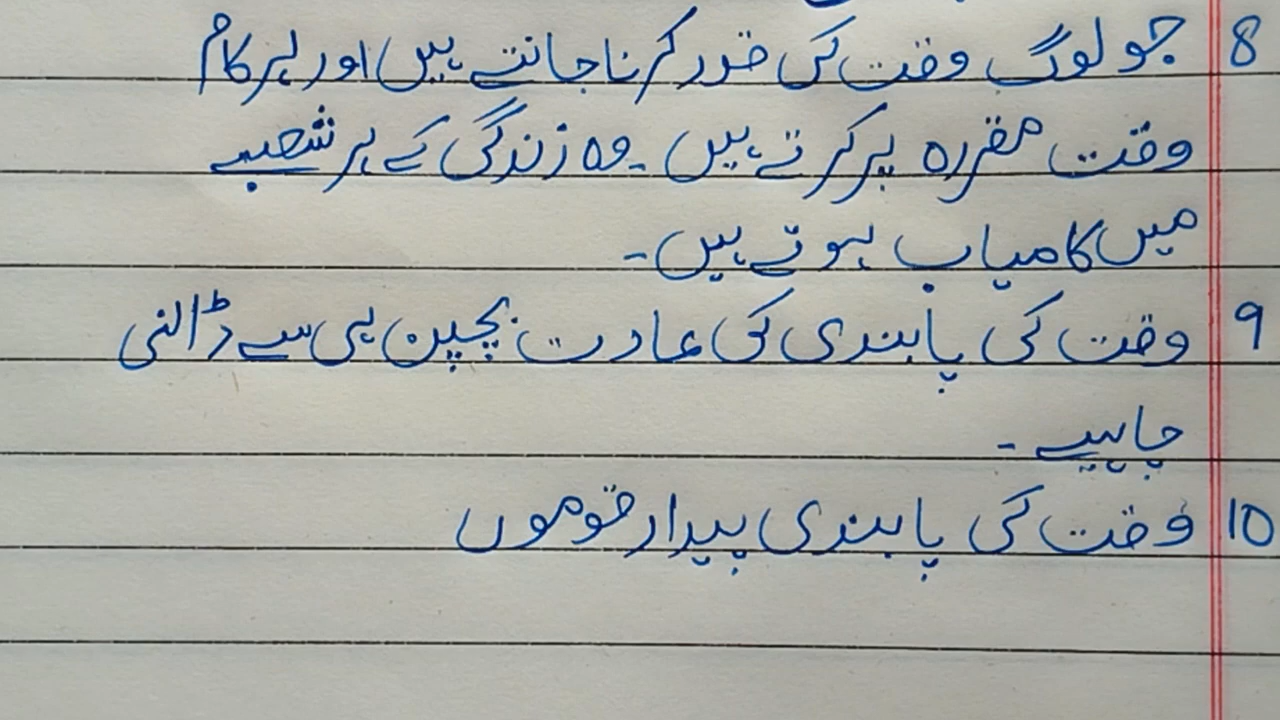 8 جو لوگ وقت کی قدر کرنا جانتے ہیں اور ہر کام
وقت مقررہ پر کرتے ہیں ۔ وہ زندگی کے ہر شعبے
میں کامیاب ہوتے ہیں ۔
9 وقت کی پابندی کی عادت بچپن ہی سے ڈالنی
چاہیے ۔
10 وقت کی پابندی بیدار قوموں